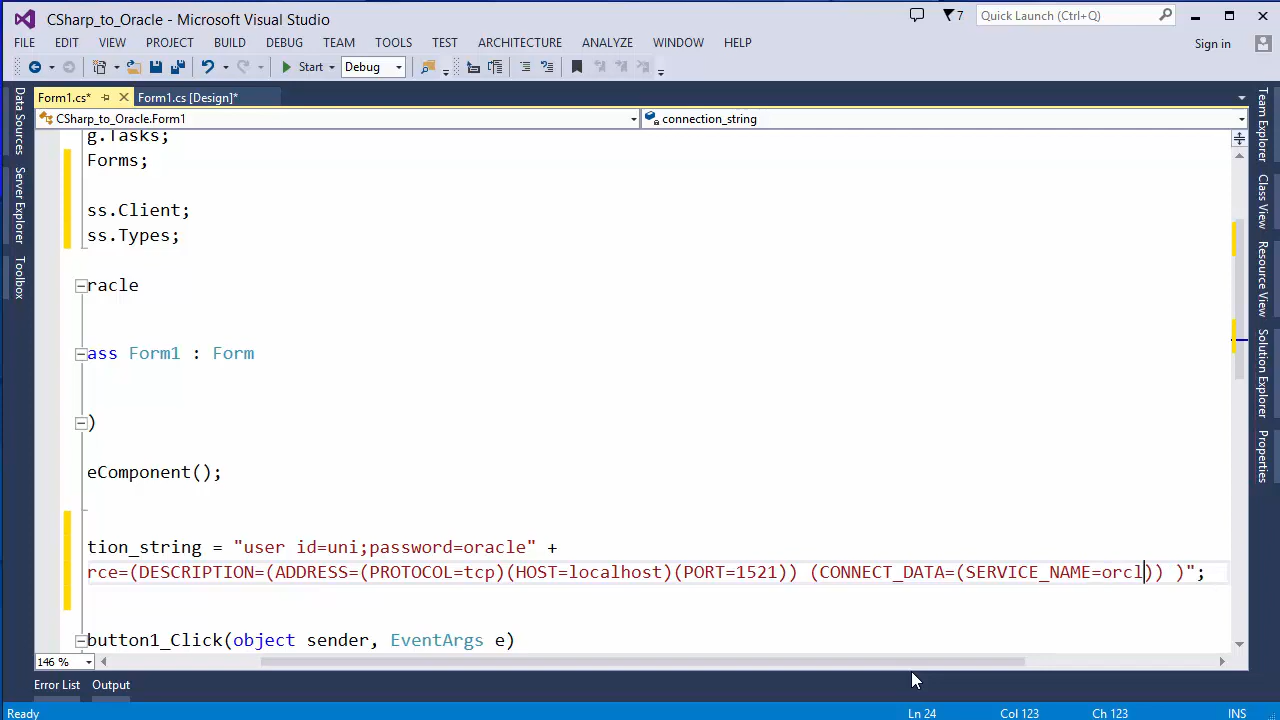 CSharp_to_Oracle - Microsoft Visual Studio
7
Quick Launch (Ctrl+Q)
FILE EDIT VIEW PROJECT BUILD DEBUG TEAM TOOLS TEST ARCHITECTURE ANALYZE WINDOW HELP
Sign in
Start
Debug
Form1.cs*
Form1.cs [Design]*
CSharp_to_Oracle.Form1
connection_string
g.Tasks;
Forms;
ss.Client;
ss.Types;
racle
ass Form1 : Form
)
eComponent();
tion_string = "user id=uni;password=oracle" +
rce=(DESCRIPTION=(ADDRESS=(PROTOCOL=tcp)(HOST=localhost)(PORT=1521)) (CONNECT_DATA=(SERVICE_NAME=orcl)) )";
button1_Click(object sender, EventArgs e)
146 %
Data Sources
Server Explorer
Toolbox
Team Explorer
Class View
Resource View
Solution Explorer
Properties
Error List
Output
Ready
Ln 24
Col 123
Ch 123
INS